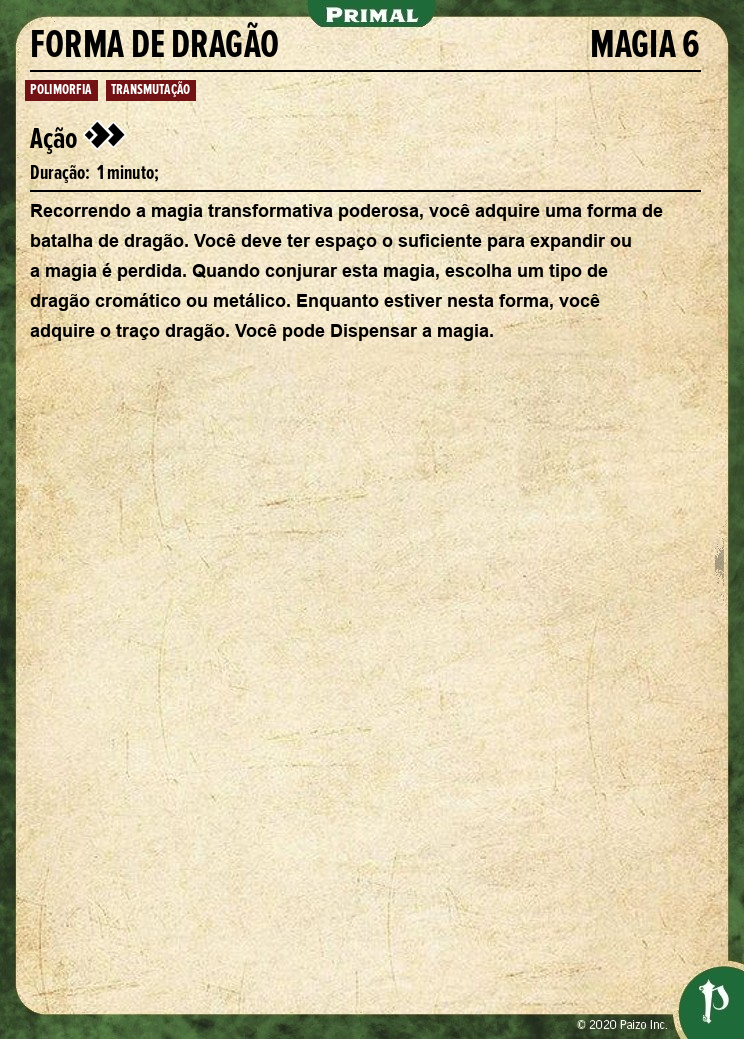 PRIMAL
FORMA DE DRAGÃO MAGIA 6
POLIMORFIA TRANSMUTAÇÃO
Ação
Duração: 1 minuto;
Recorrendo a magia transformativa poderosa, você adquire uma forma de
batalha de dragão. Você deve ter espaço o suficiente para expandir ou
a magia é perdida. Quando conjurar esta magia, escolha um tipo de
dragão cromático ou metálico. Enquanto estiver nesta forma, você
adquire o traço dragão. Você pode Dispensar a magia.
© 2020 Paizo Inc.
P